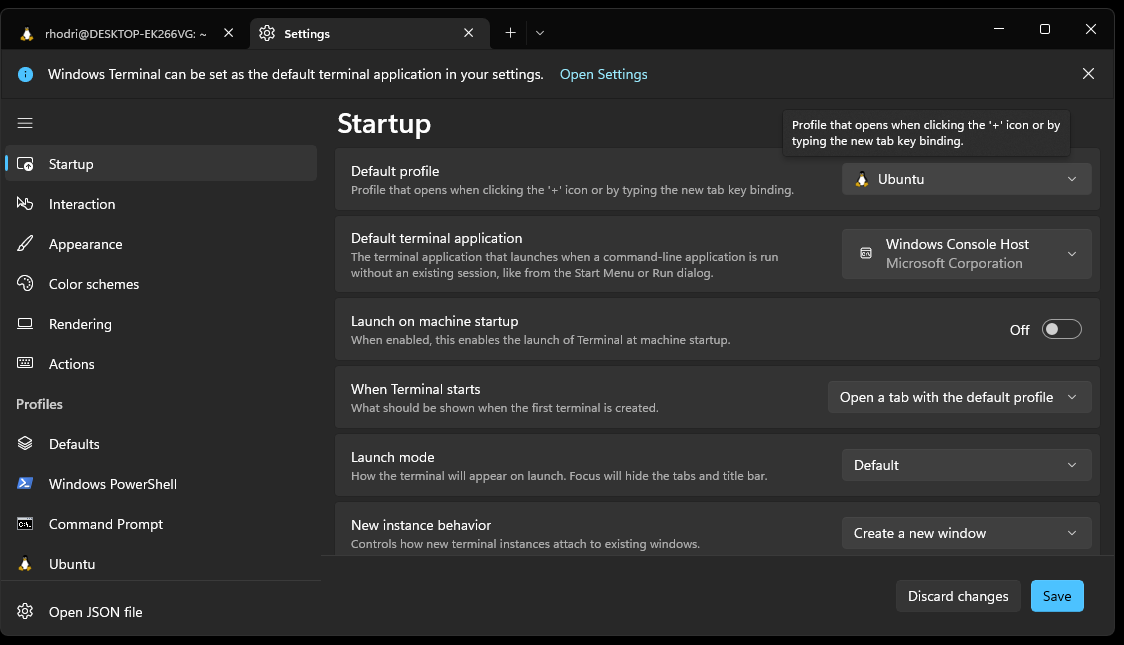 rhodri@DESKTOP-EK266VG: ~
Settings
Windows Terminal can be set as the default terminal application in your settings. Open Settings
Startup
Profile that opens when clicking the '+' icon or by
typing the new tab key binding.
Startup
Interaction
Appearance
Color schemes
Rendering
Actions
Profiles
Defaults
Windows PowerShell
Command Prompt
Ubuntu
Open JSON file
Default profile
Profile that opens when clicking the '+' icon or by typing the new tab key binding.
Ubuntu
Default terminal application
The terminal application that launches when a command-line application is run
without an existing session, like from the Start Menu or Run dialog.
Windows Console Host
Microsoft Corporation
Launch on machine startup
When enabled, this enables the launch of Terminal at machine startup.
Off
When Terminal starts
What should be shown when the first terminal is created.
Open a tab with the default profile
Launch mode
How the terminal will appear on launch. Focus will hide the tabs and title bar.
Default
New instance behavior
Controls how new terminal instances attach to existing windows.
Create a new window
Discard changes
Save